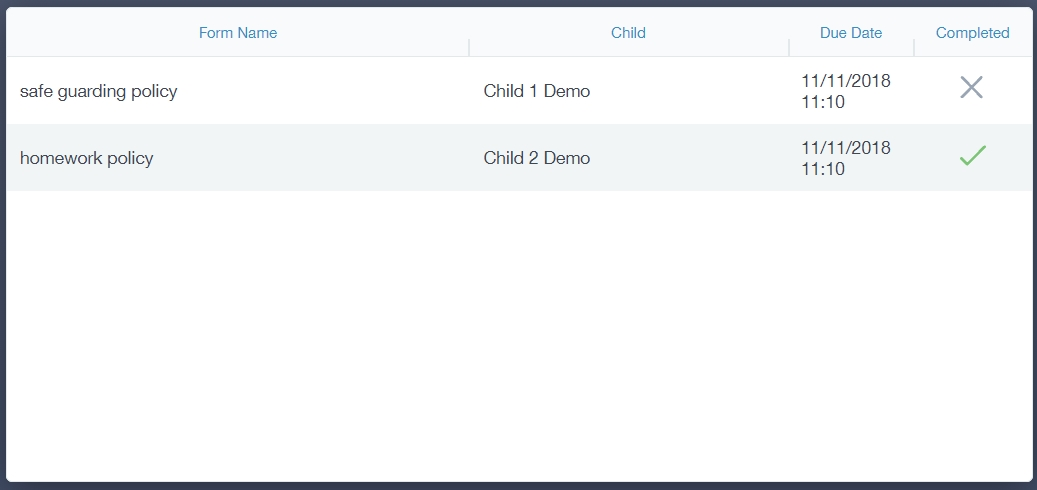 Form Name Child Due Date Completed
safe guarding policy Child 1 Demo 11/11/2018
11:10
homework policy Child 2 Demo 11/11/2018
11:10